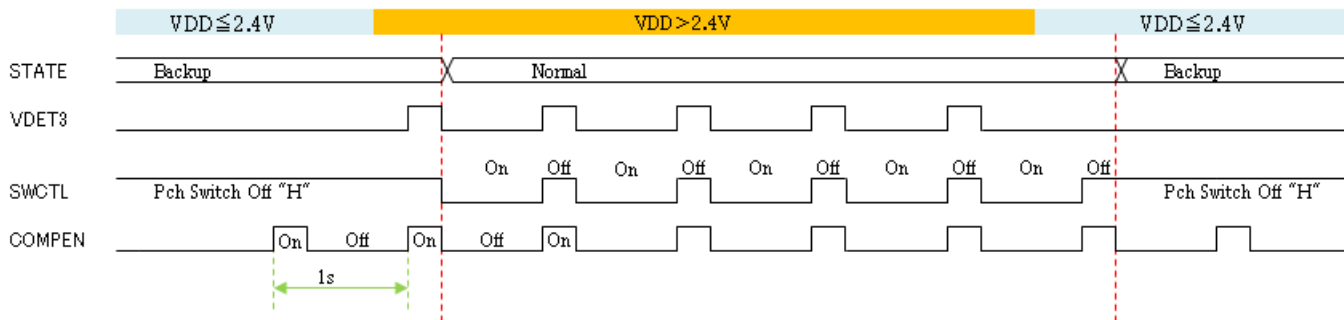 VDD≦2.4V VDD>2.4V VDD≦2.4V
STATE Backup Normal Backup
VDET3
On Off On Off On Off On Off On Off
SWCTL Pch Switch Off "H" Pch Switch Off "H"
COMPEN On Off On Off On
1s